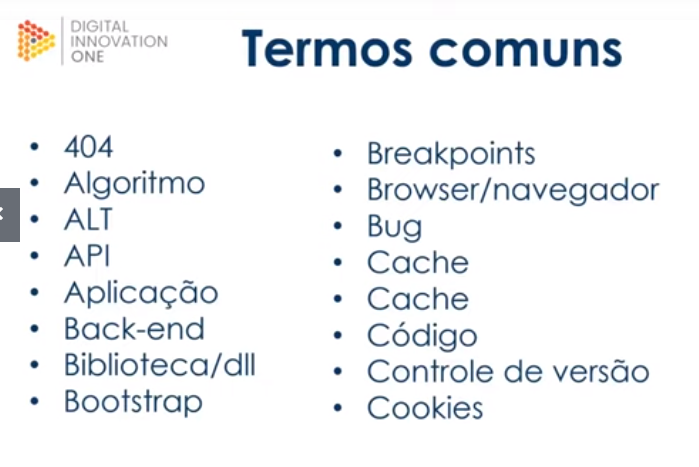 DIGITAL
INNOVATION
ONE
Termos comuns
• 404
• Algoritmo
• ALT
• API
• Aplicação
• Back-end
• Biblioteca/dll
• Bootstrap
• Breakpoints
• Browser/navegador
• Bug
• Cache
• Cache
• Código
• Controle de versão
• Cookies